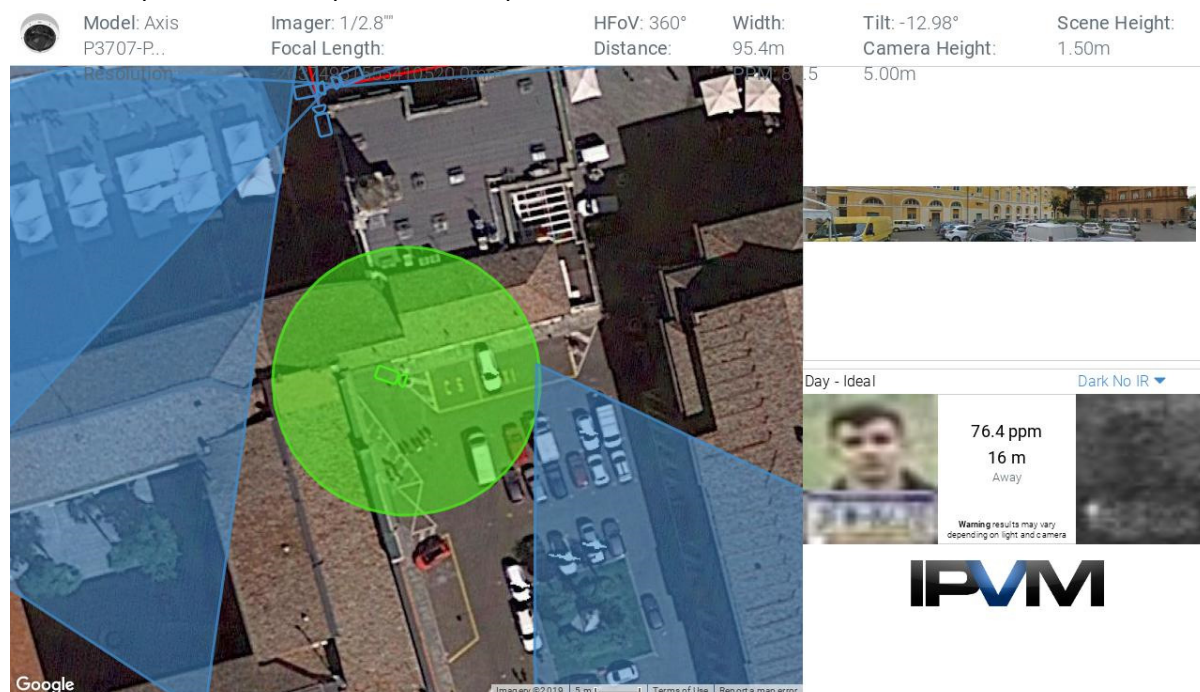 Model: Axis P3707-P...
Imager: 1/2.8""
Focal Length:
HFoV: 360°
Distance:
Width: 95.4m
Tilt: -12.98°
Camera Height: 5.00m
Scene Height: 1.50m
Resolution
Day - Ideal
Dark No IR
76.4 ppm
16 m
Away
Warning results may vary
depending on light and camera
IPVM
Google
Imagery ©2019
5 m
Terms of Use
Report a map error